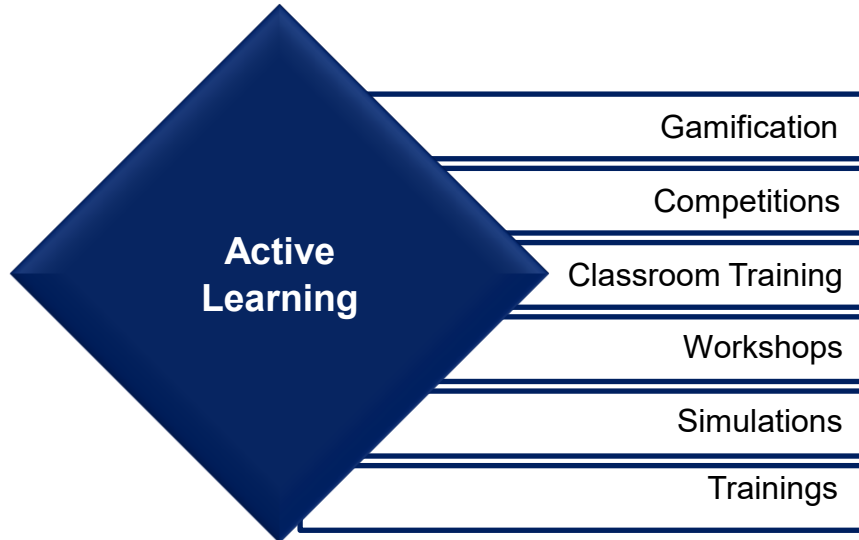 Active
Learning
Gamification
Competitions
Classroom Training
Workshops
Simulations
Trainings